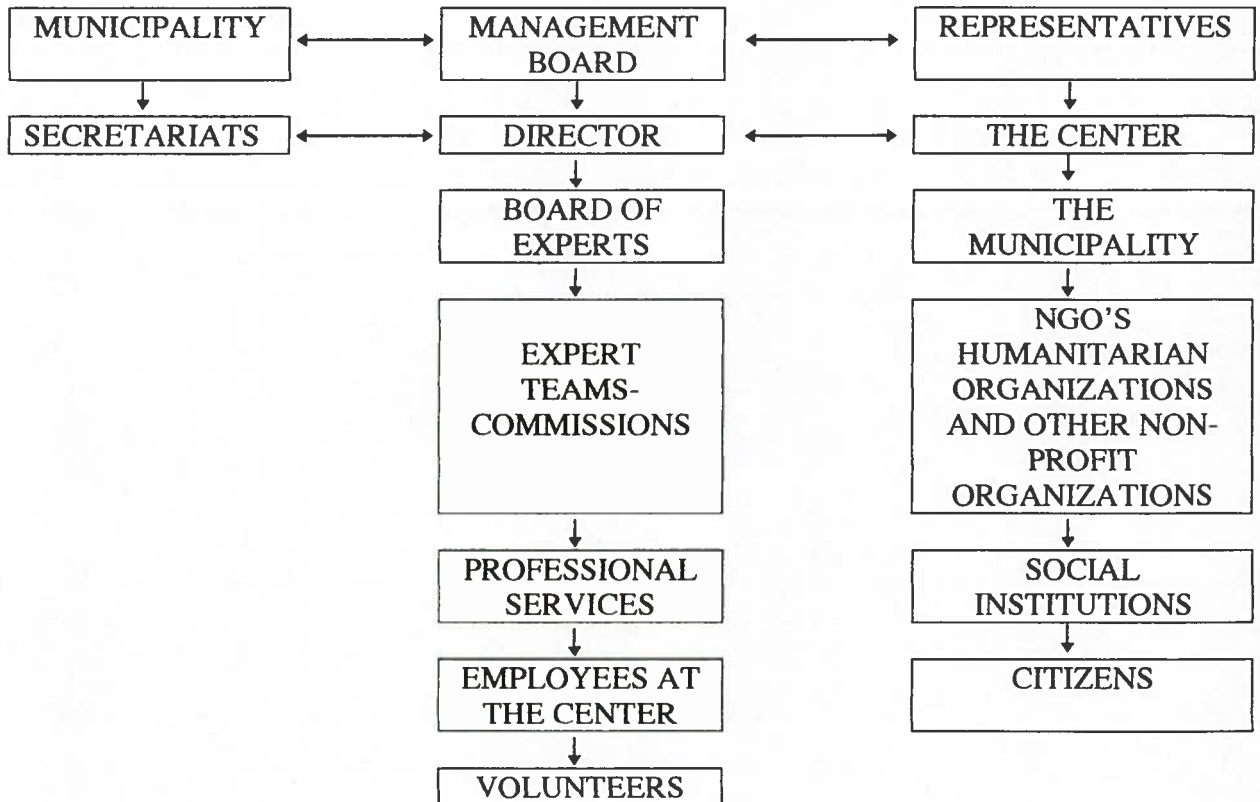 MUNICIPALITY
MANAGEMENT
BOARD
REPRESENTATIVES
SECRETARIATS
DIRECTOR
THE CENTER
BOARD OF
EXPERTS
THE
MUNICIPALITY
EXPERT
TEAMS-
COMMISSIONS
NGO'S
HUMANITARIAN
ORGANIZATIONS
AND OTHER NON-
PROFIT
ORGANIZATIONS
PROFESSIONAL
SERVICES
SOCIAL
INSTITUTIONS
EMPLOYEES AT
THE CENTER
CITIZENS
VOLUNTEERS